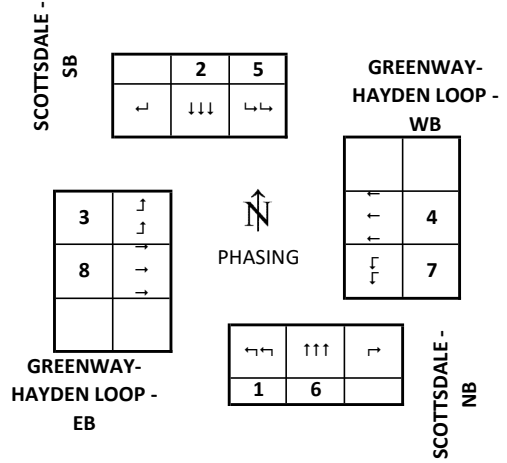 SCOTTSDALE -
SB
2 5
↵ ↓↓↓ ↳↳
GREENWAY-
HAYDEN LOOP -
WB
←
←
←
4
↓
↓
7
3
↑
↑
8
→
→
→
N
PHASING
GREENWAY-
HAYDEN LOOP -
EB
↰↰ ↑↑↑ ↱
1 6
SCOTTSDALE -
NB